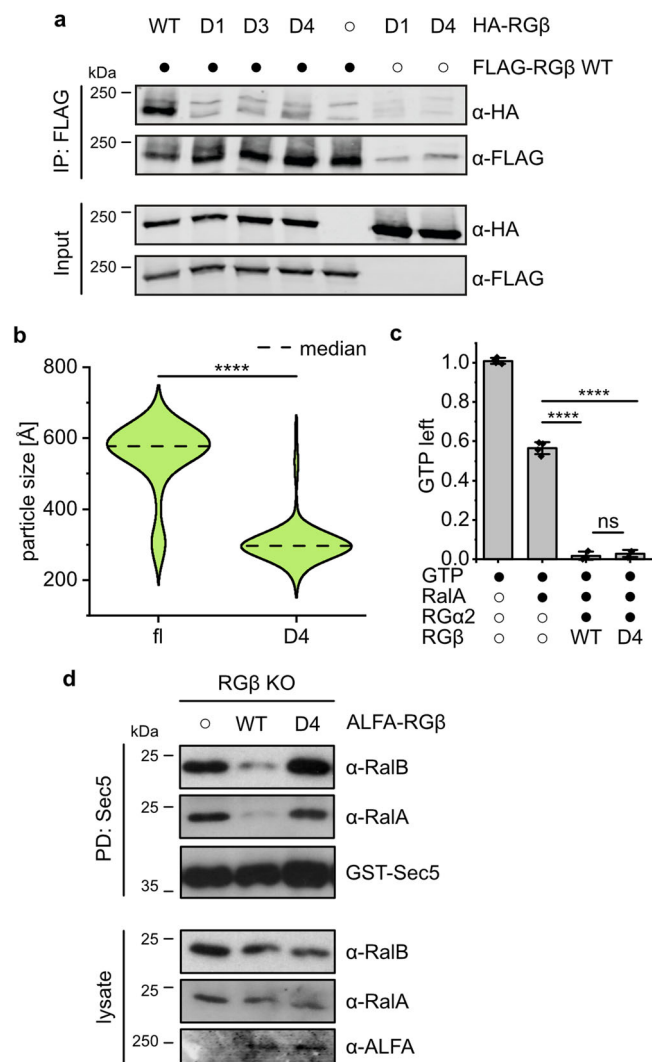 a
WT D1 D3 D4 ○ D1 D4 HA-RGβ
kDa ● ● ● ● ● ○ ○ FLAG-RGβ WT
IP: FLAG
250 α-HA
250 α-FLAG
Input
250 α-HA
250 α-FLAG
b
particle size [Å]
--- median
****
800
600
400
200
fl D4
c
GTP left
1.0
0.8
0.6
0.4
0.2
0.0
****
****
ns
GTP ● ● ● ●
RalA ○ ● ● ●
RGα2 ○ ○ ● ●
RGβ ○ ○ WT D4
d
RGβ KO
kDa ○ WT D4 ALFA-RGβ
PD: Sec5
25 α-RalB
25 α-RalA
35 GST-Sec5
lysate
25 α-RalB
25 α-RalA
250 α-ALFA